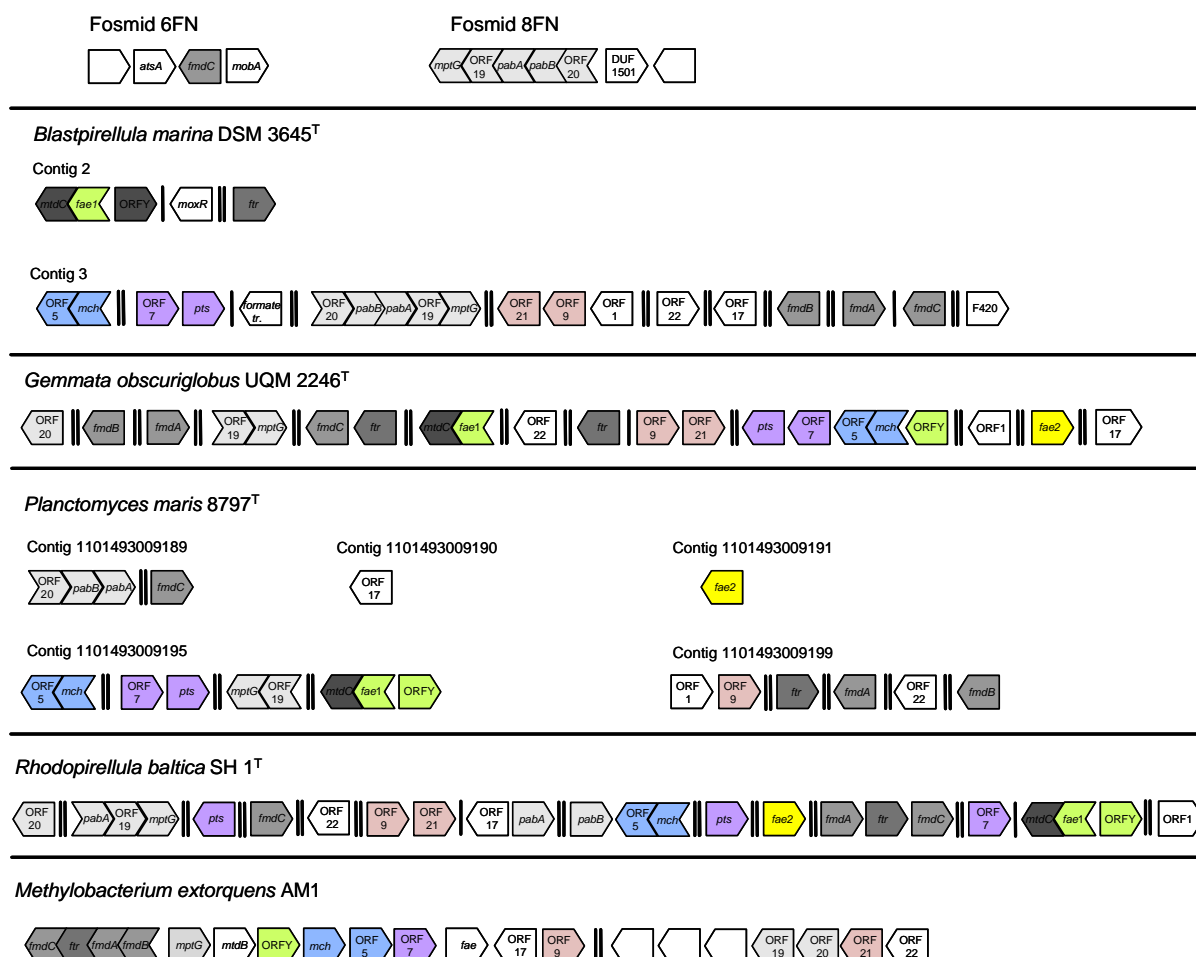 Fosmid 6FN Fosmid 8FN
atsA fmdC mobA mptG ORF 19 pabA pabB ORF 20 DUF 1501
Blastpirellula marina DSM 3645T
Contig 2
mtdC fae1 ORFY moxR ftr
Contig 3
ORF 5 mch ORF 7 pts formate tr. ORF 20 pabB pabA ORF 19 mptG ORF 21 ORF 9 ORF 1 ORF 22 ORF 17 fmdB fmdA fmdC F420
Gemmata obscuriglobus UQM 2246T
ORF 20 fmdB fmdA ORF 19 mptG fmdC ftr mtdC fae1 ORF 22 ftr ORF 9 ORF 21 pts ORF 7 ORF 5 mch ORFY ORF1 fae2 ORF 17
Planctomyces maris 8797T
Contig 1101493009189 Contig 1101493009190 Contig 1101493009191
ORF 20 pabB pabA fmdC ORF 17 fae2
Contig 1101493009195 Contig 1101493009199
ORF 5 mch ORF 7 pts mptG ORF 19 mtdC fae1 ORFY ORF 1 ORF 9 ftr fmdA ORF 22 fmdB
Rhodopirellula baltica SH 1T
ORF 20 pabA ORF 19 mptG pts fmdC ORF 22 ORF 9 ORF 21 ORF 17 pabA pabB ORF 5 mch pts fae2 fmdA ftr fmdC ORF 7 mtdC fae1 ORFY ORF1
Methylobacterium extorquens AM1
fmdC ftr fmdA fmdB mptG mtdB ORFY mch ORF 5 ORF 7 fae ORF 17 ORF 9 ORF 19 ORF 20 ORF 21 ORF 22